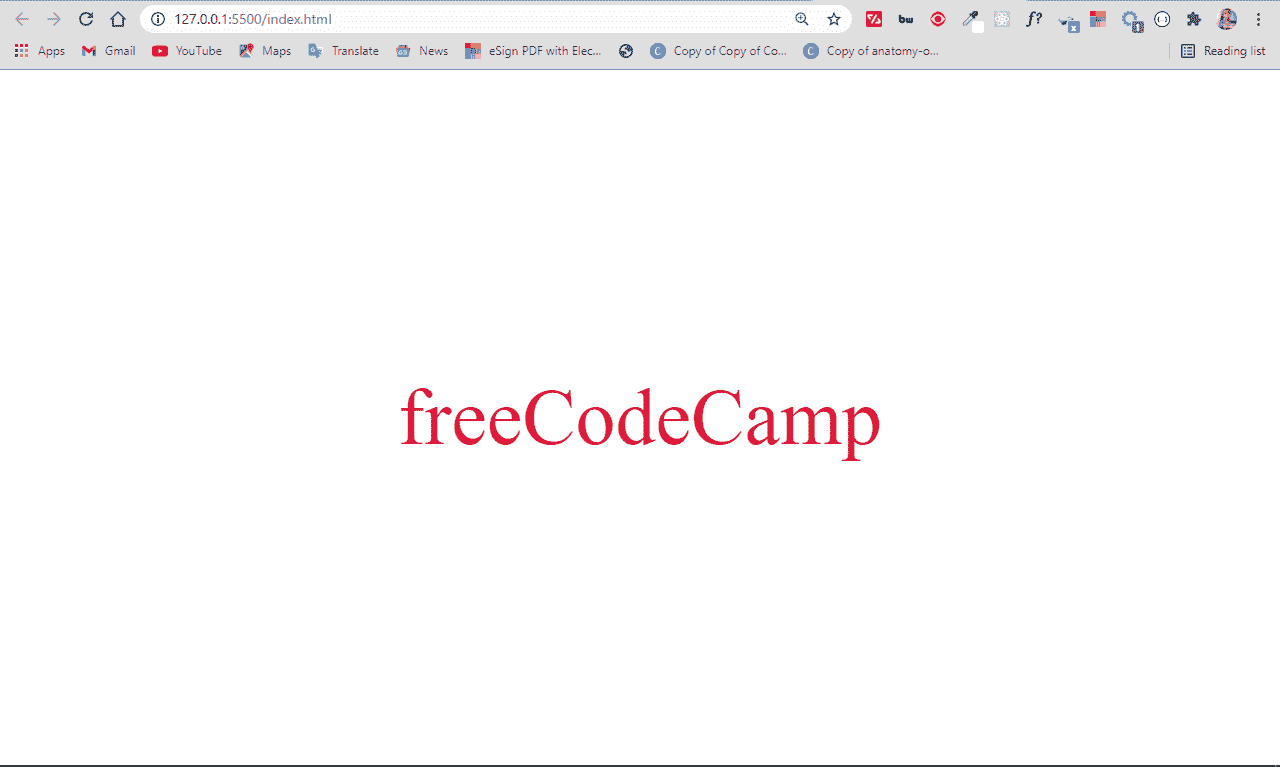 127.0.0.1:5500/index.html
bw
f?
x
Apps
Gmail
YouTube
Maps
Translate
News
eSign PDF with Elec...
C
Copy of Copy of Co...
C
Copy of anatomy-o...
Reading list
freeCodeCamp